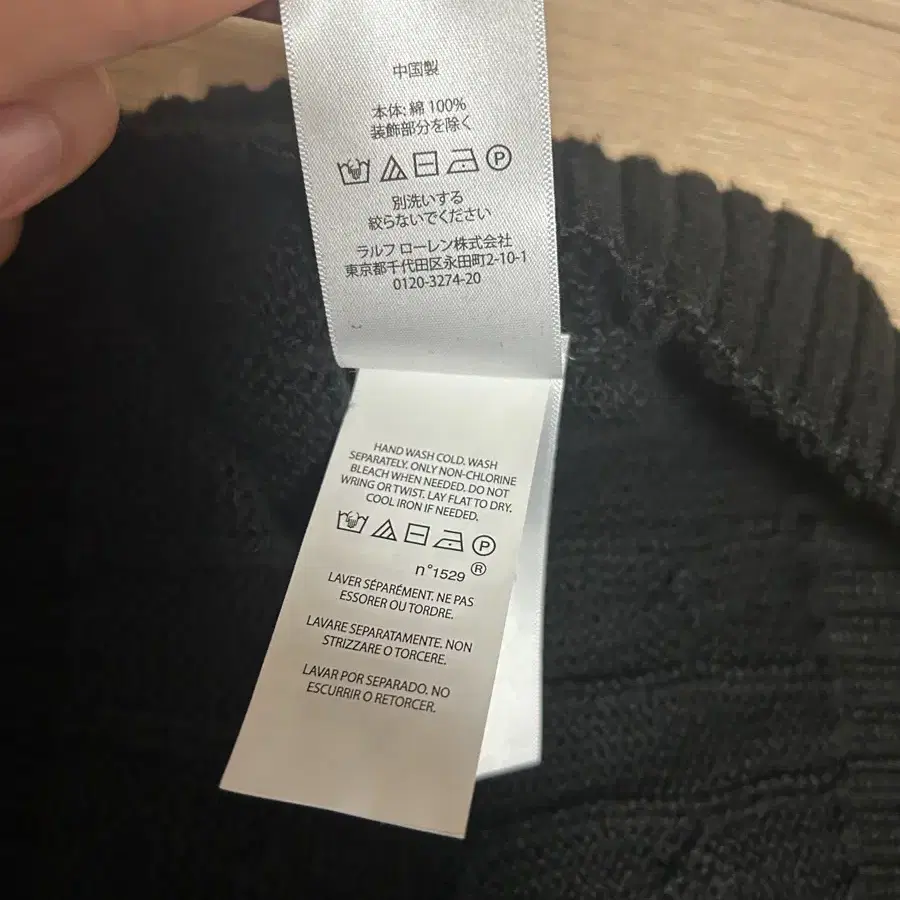 中国製
本体: 綿 100%
装飾部分を除く
P
別洗いする
絞らないでください
ラルフ ローレン株式会社
東京都千代田区永田町2-10-1
0120-3274-20
HAND WASH COLD. WASH
SEPARATELY. ONLY NON-CHLORINE
BLEACH WHEN NEEDED. DO NOT
WRING OR TWIST. LAY FLAT TO DRY.
COOL IRON IF NEEDED.
P
n°1529 ®
LAVER SÉPARÉMENT. NE PAS
ESSORER OU TORDRE.
LAVARE SEPARATAMENTE. NON
STRIZZARE O TORCERE.
LAVAR POR SEPARADO. NO
ESCURRIR O RETORCER.